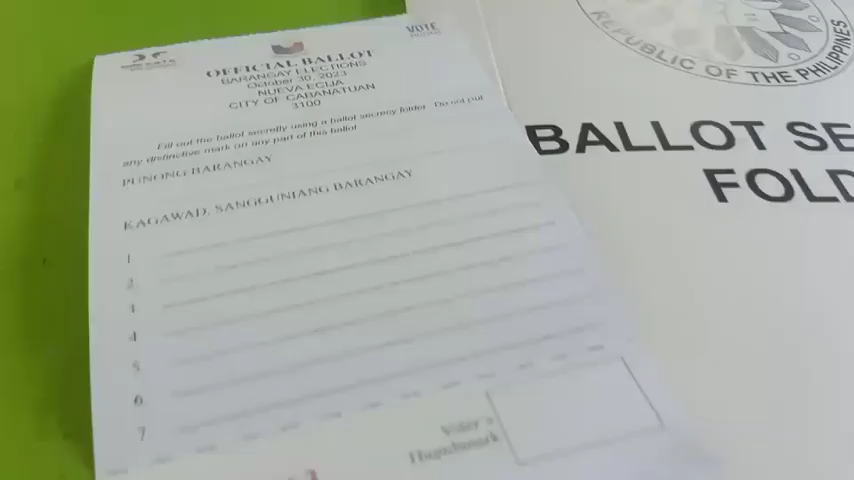 VOTE
OFFICIAL BALLOT
BARANGAY ELECTIONS
October 30, 2023
NUEVA ECIJA
CITY OF CABANATUAN
3100
Fill out the ballot secretly using a ballot secrecy folder. Do not put
any distinctive mark on any part of this ballot.
PUNONG BARANGAY
KAGAWAD, SANGGUNIANG BARANGAY
1
2
3
4
5
6
7
Voter's
Thumbmark
REPUBLIC OF THE PHILIPPINES
BALLOT SE
FOLD